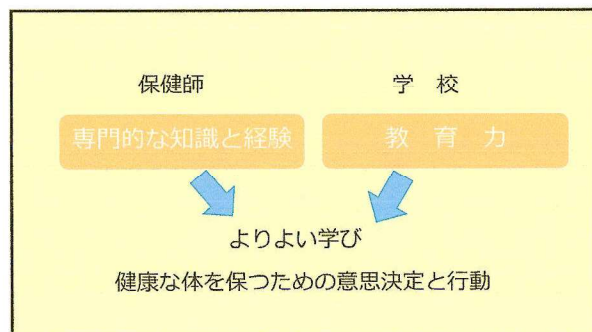 保健師
学　校
専門的な知識と経験
教　育　力
よりよい学び
健康な体を保つための意思決定と行動